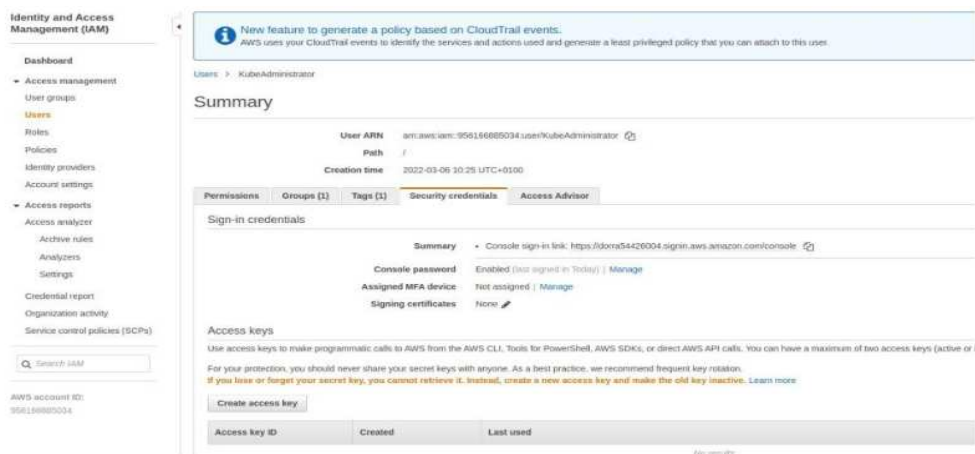 Identity and Access
Management (IAM)
Dashboard
Access management
User groups
Users
Roles
Policies
Identity providers
Account settings
Access reports
Access analyzer
Archive rules
Analyzers
Settings
Credential report
Organization activity
Service control policies (SCPs)
Search IAM
AWS account ID:
956166885034
New feature to generate a policy based on CloudTrail events.
AWS uses your CloudTrail events to identify the services and actions used and generate a least privileged policy that you can attach to this user.
Users > KubeAdministrator
Summary
User ARN arn:aws:iam::956166885034:user/KubeAdministrator
Path /
Creation time 2022-03-06 10:25 UTC+0100
Permissions Groups (1) Tags (1) Security credentials Access Advisor
Sign-in credentials
Summary • Console sign-in link: https://dorra54426004.signin.aws.amazon.com/console
Console password Enabled (last signed in Today) | Manage
Assigned MFA device Not assigned | Manage
Signing certificates None
Access keys
Use access keys to make programmatic calls to AWS from the AWS CLI, Tools for PowerShell, AWS SDKs, or direct AWS API calls. You can have a maximum of two access keys (active or
For your protection, you should never share your secret keys with anyone. As a best practice, we recommend frequent key rotation.
If you lose or forget your secret key, you cannot retrieve it. Instead, create a new access key and make the old key inactive. Learn more
Create access key
Access key ID Created Last used
No results